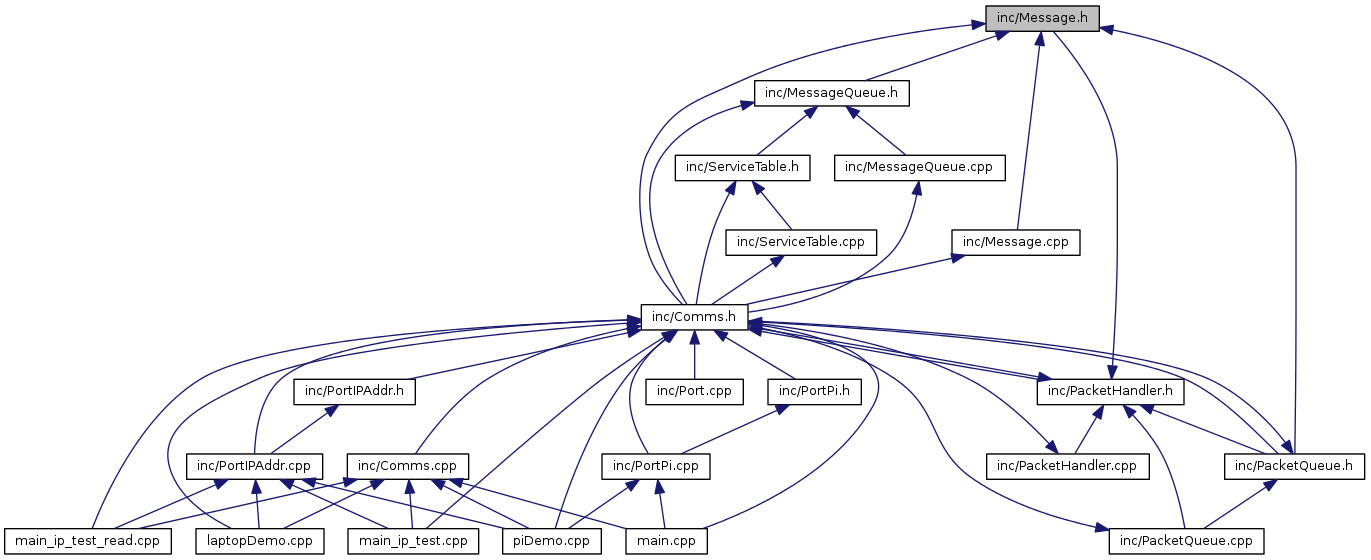 inc/Message.h
inc/MessageQueue.h
inc/ServiceTable.h
inc/MessageQueue.cpp
inc/ServiceTable.cpp
inc/Message.cpp
inc/Comms.h
inc/PortIPAddr.h
inc/Port.cpp
inc/PortPi.h
inc/PacketHandler.h
inc/PortIPAddr.cpp
inc/Comms.cpp
inc/PortPi.cpp
inc/PacketHandler.cpp
inc/PacketQueue.h
main_ip_test_read.cpp
laptopDemo.cpp
main_ip_test.cpp
piDemo.cpp
main.cpp
inc/PacketQueue.cpp